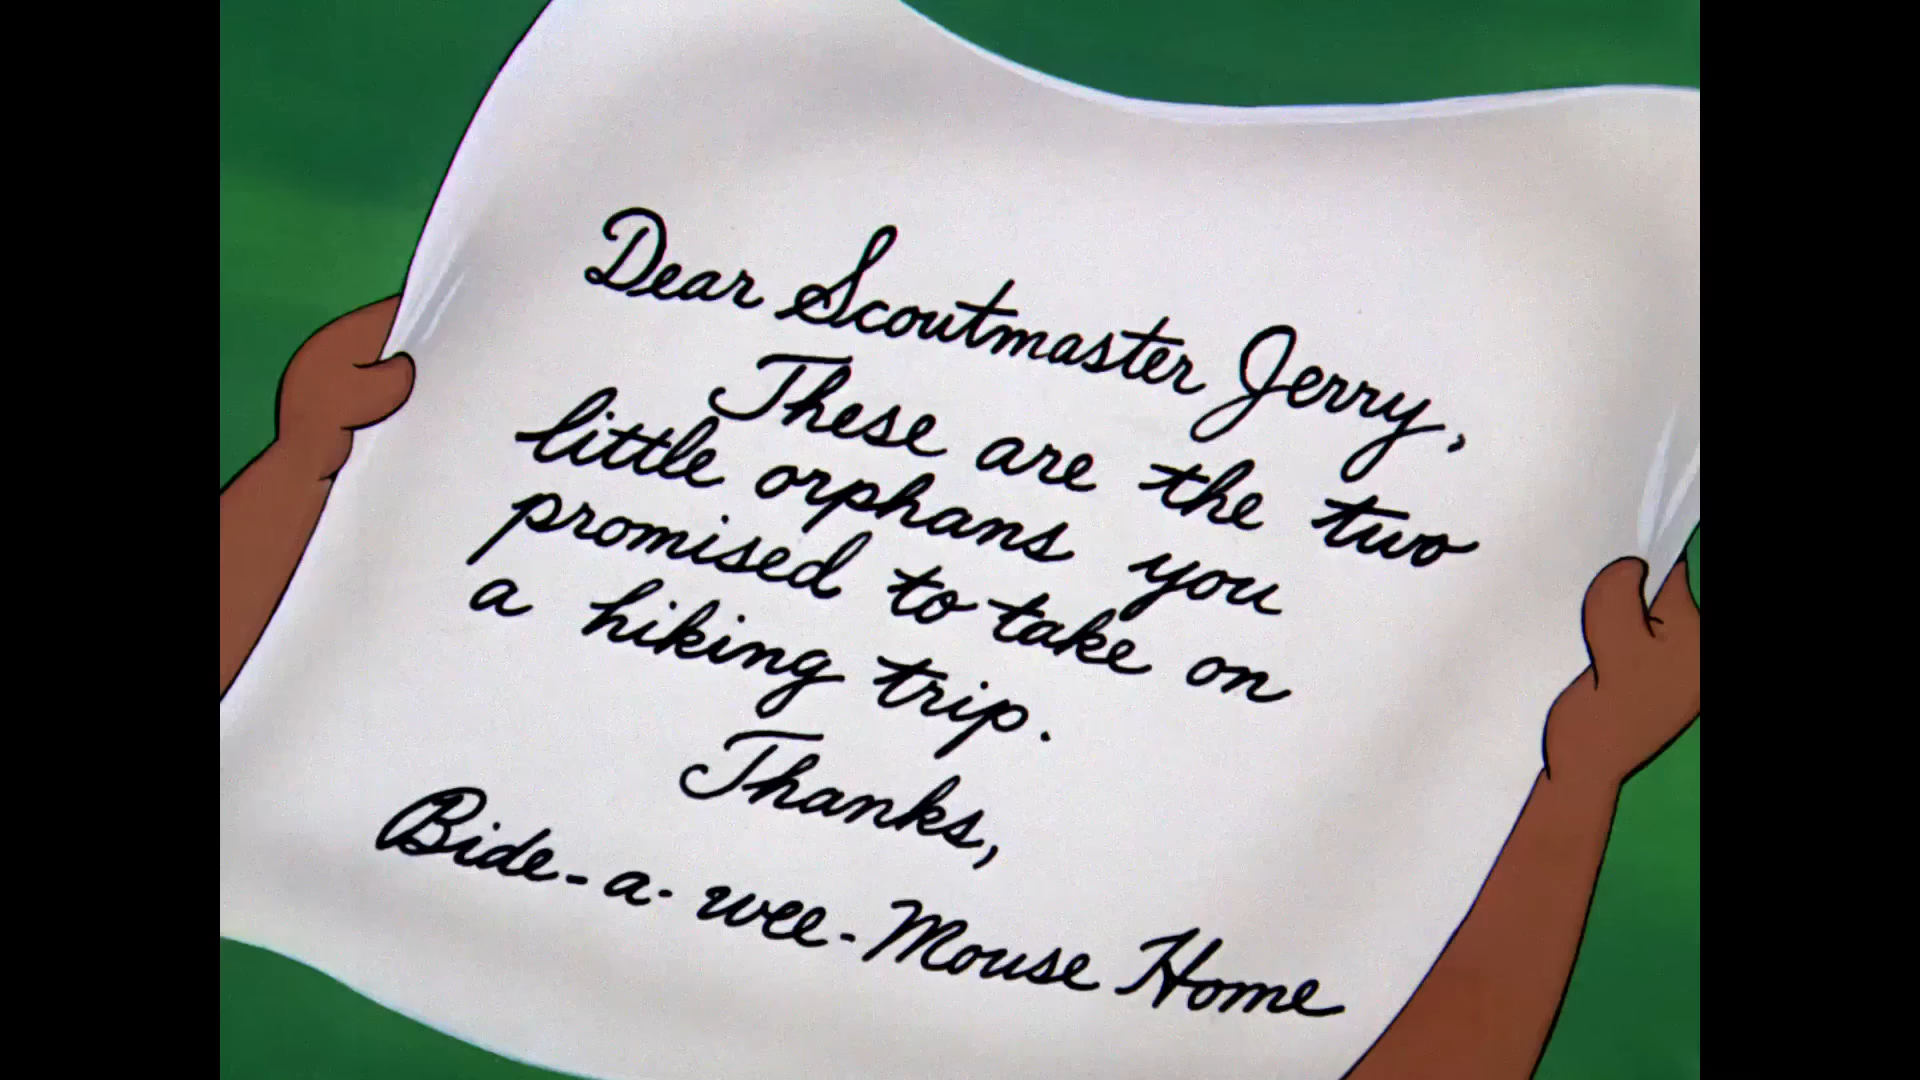 Dear Scoutmaster Jerry,
These are the two
little orphans you
promised to take on
a hiking trip.
Thanks,
Bide-a-wee-Mouse Home